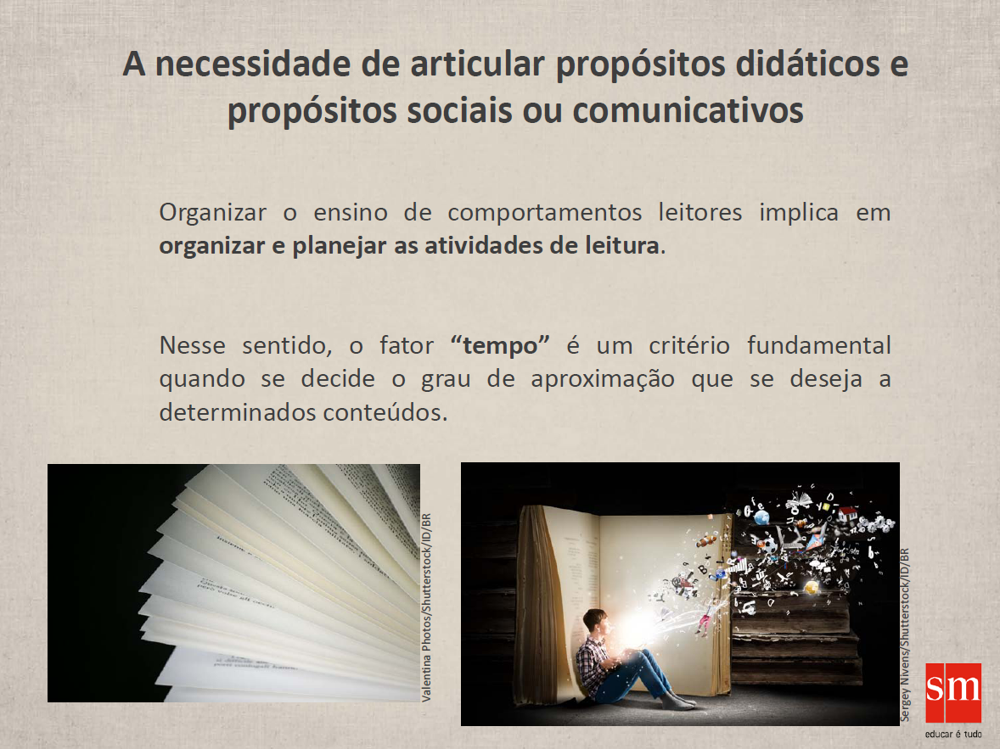 A necessidade de articular propósitos didáticos e
propósitos sociais ou comunicativos
Organizar o ensino de comportamentos leitores implica em
organizar e planejar as atividades de leitura.
Nesse sentido, o fator “tempo” é um critério fundamental
quando se decide o grau de aproximação que se deseja a
determinados conteúdos.
Valentina Photos/Shutterstock/ID/BR
Sergey Nivens/Shutterstock/ID/BR
sm
educar é tudo